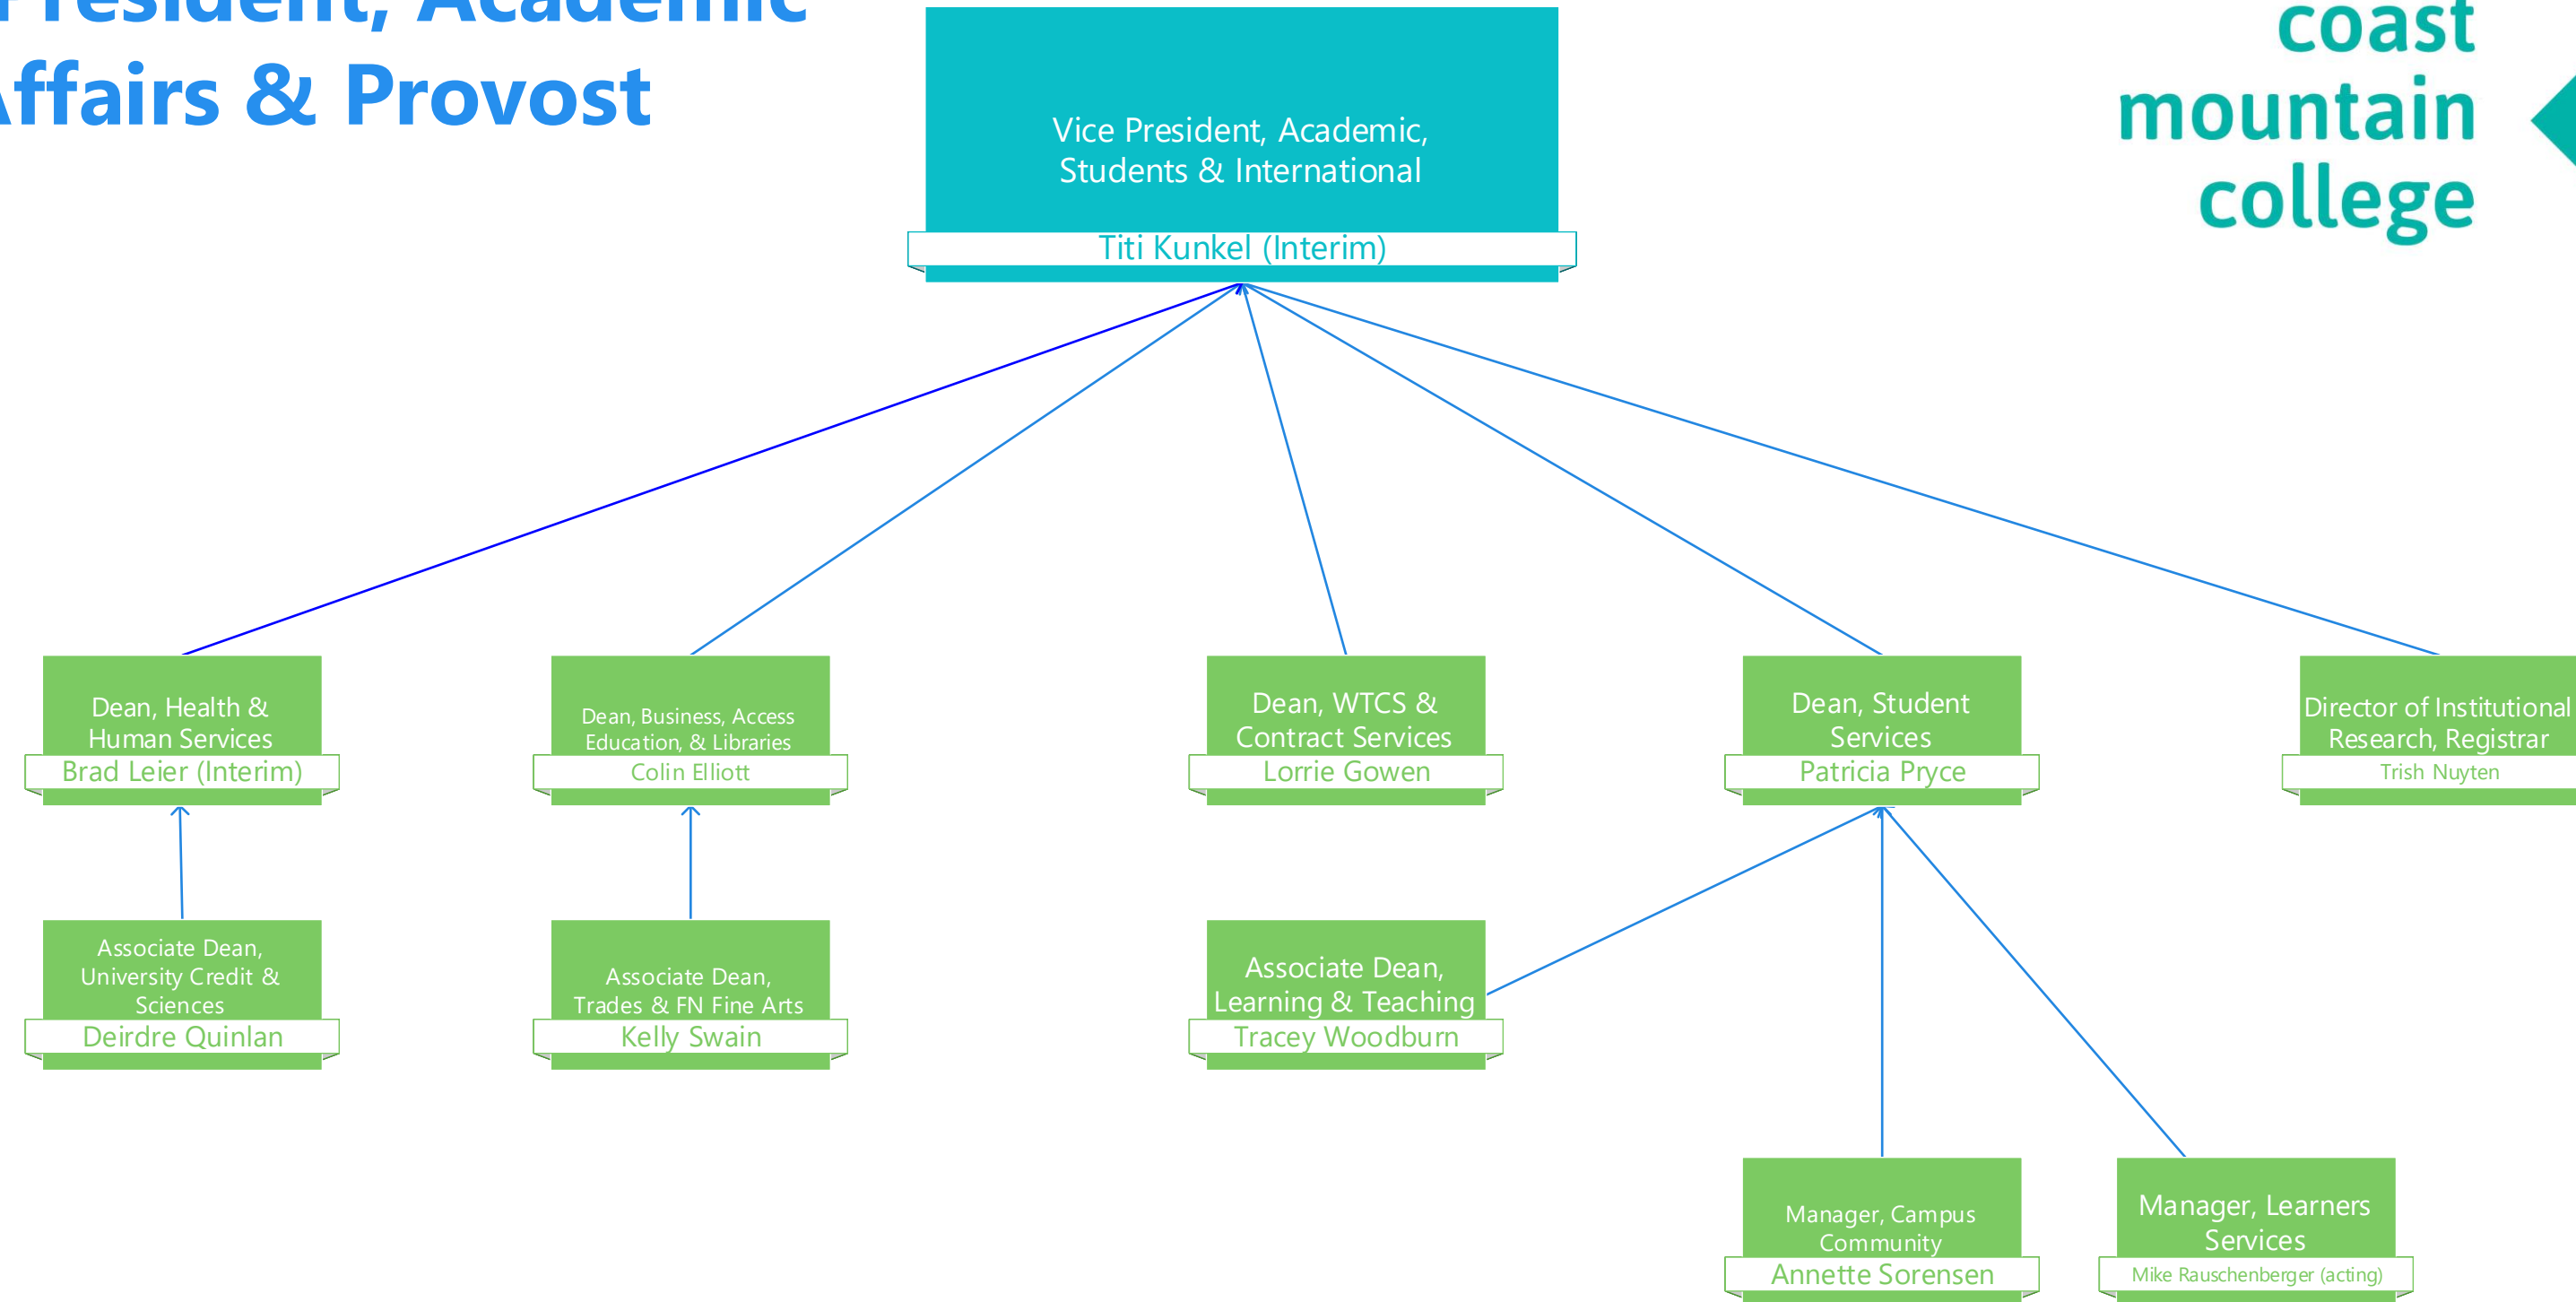 President, Academic
Affairs & Provost
coast
mountain
college
Vice President, Academic,
Students & International
Titi Kunkel (Interim)
Dean, Health &
Human Services
Brad Leier (Interim)
Dean, Business, Access
Education, & Libraries
Colin Elliott
Dean, WTCS &
Contract Services
Lorrie Gowen
Dean, Student
Services
Patricia Pryce
Director of Institutional
Research, Registrar
Trish Nuyten
Associate Dean,
University Credit &
Sciences
Deirdre Quinlan
Associate Dean,
Trades & FN Fine Arts
Kelly Swain
Associate Dean,
Learning & Teaching
Tracey Woodburn
Manager, Campus
Community
Annette Sorensen
Manager, Learners
Services
Mike Rauschenberger (acting)